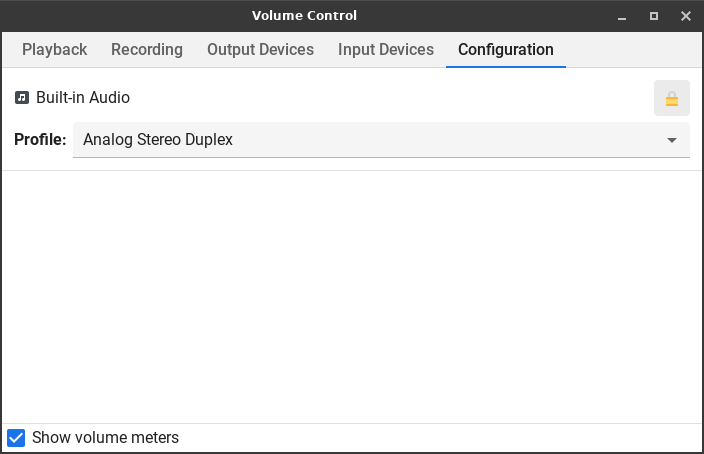 Volume Control
Playback Recording Output Devices Input Devices Configuration
Built-in Audio
Profile: Analog Stereo Duplex
Show volume meters